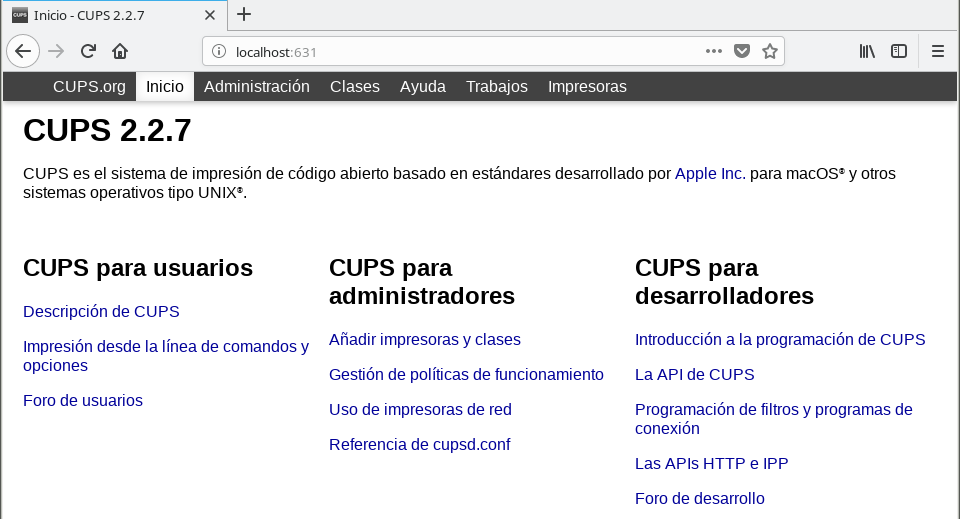 Inicio - CUPS 2.2.7
localhost:631
CUPS.org Inicio Administración Clases Ayuda Trabajos Impresoras
CUPS 2.2.7
CUPS es el sistema de impresión de código abierto basado en estándares desarrollado por Apple Inc. para macOS® y otros
sistemas operativos tipo UNIX®.
CUPS para usuarios
Descripción de CUPS
Impresión desde la línea de comandos y
opciones
Foro de usuarios
CUPS para
administradores
Añadir impresoras y clases
Gestión de políticas de funcionamiento
Uso de impresoras de red
Referencia de cupsd.conf
CUPS para
desarrolladores
Introducción a la programación de CUPS
La API de CUPS
Programación de filtros y programas de
conexión
Las APIs HTTP e IPP
Foro de desarrollo